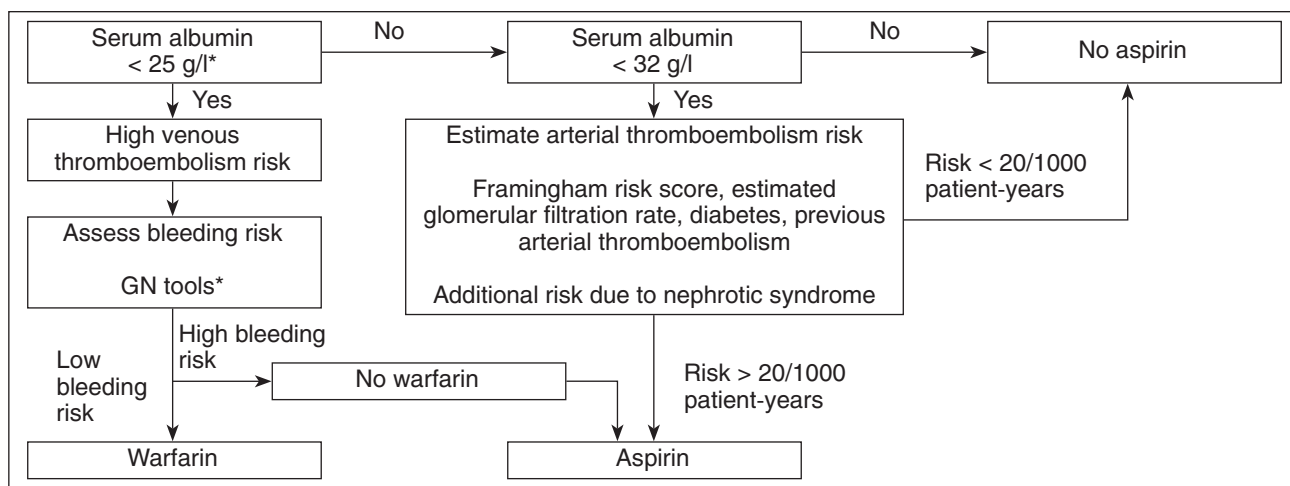 Serum albumin
< 25 g/l*
No
Serum albumin
< 32 g/l
No
No aspirin
Yes
Yes
High venous
thromboembolism risk
Estimate arterial thromboembolism risk
Framingham risk score, estimated
glomerular filtration rate, diabetes, previous
arterial thromboembolism
Additional risk due to nephrotic syndrome
Risk < 20/1000
patient-years
Assess bleeding risk
GN tools*
Low
bleeding
risk
High bleeding
risk
No warfarin
Risk > 20/1000
patient-years
Warfarin
Aspirin